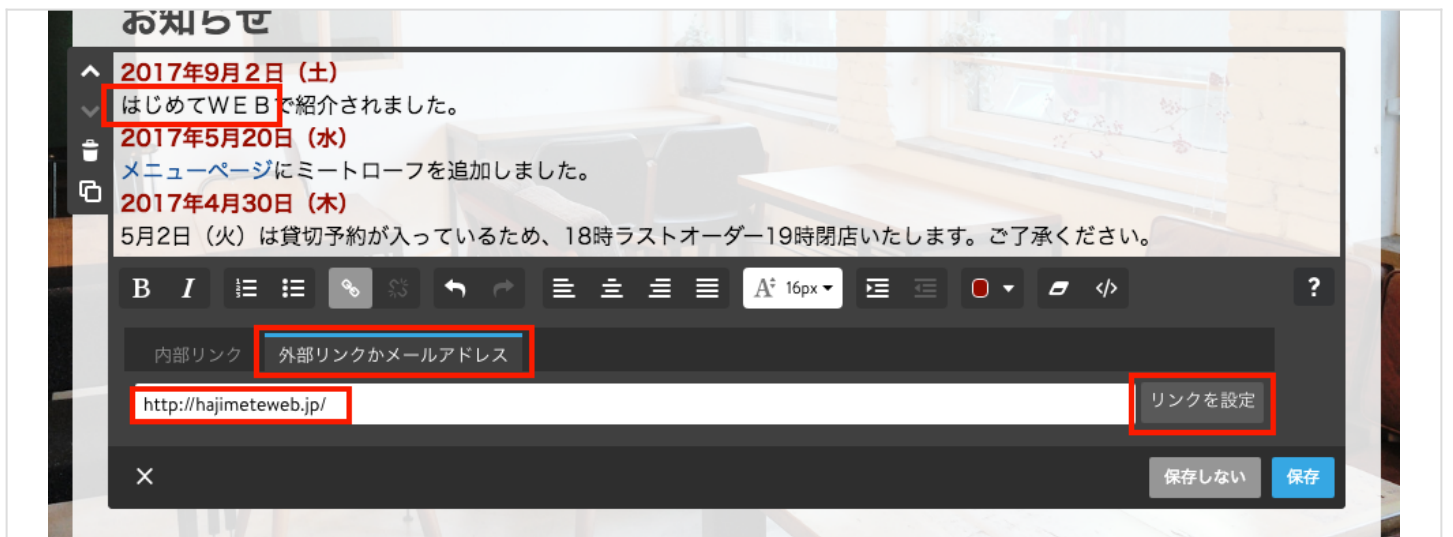 お知らせ
2017年9月２日（土）
はじめてＷＥＢで紹介されました。
2017年5月20日（水）
メニューページにミートローフを追加しました。
2017年4月30日（木）
5月2日（火）は貸切予約が入っているため、18時ラストオーダー19時閉店いたします。ご了承ください。
B I A 16px </> ?
内部リンク 外部リンクかメールアドレス
http://hajimeteweb.jp/ リンクを設定
保存しない 保存